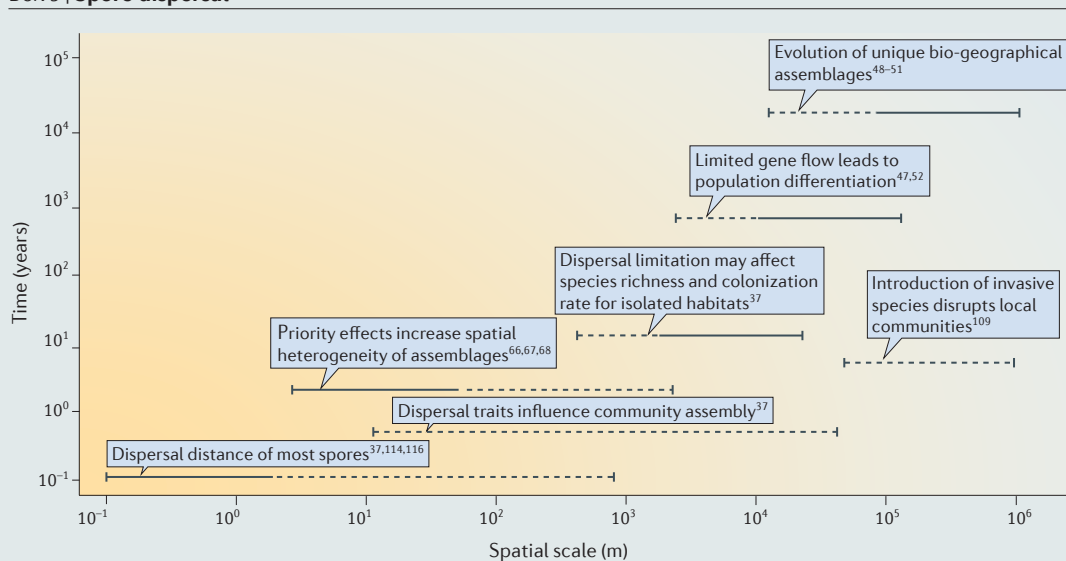 Spore dispersal
Evolution of unique bio-geographical
assemblages⁴⁸⁻⁵¹
Limited gene flow leads to
population differentiation⁴⁷,⁵²
Dispersal limitation may affect
species richness and colonization
rate for isolated habitats³⁷
Introduction of invasive
species disrupts local
communities¹⁰⁹
Priority effects increase spatial
heterogeneity of assemblages⁶⁶,⁶⁷,⁶⁸
Dispersal traits influence community assembly³⁷
Dispersal distance of most spores³⁷,¹¹⁴,¹¹⁶
Time (years)
10⁵
10⁴
10³
10²
10¹
10⁰
10⁻¹
10⁻¹ 10⁰ 10¹ 10² 10³ 10⁴ 10⁵ 10⁶
Spatial scale (m)